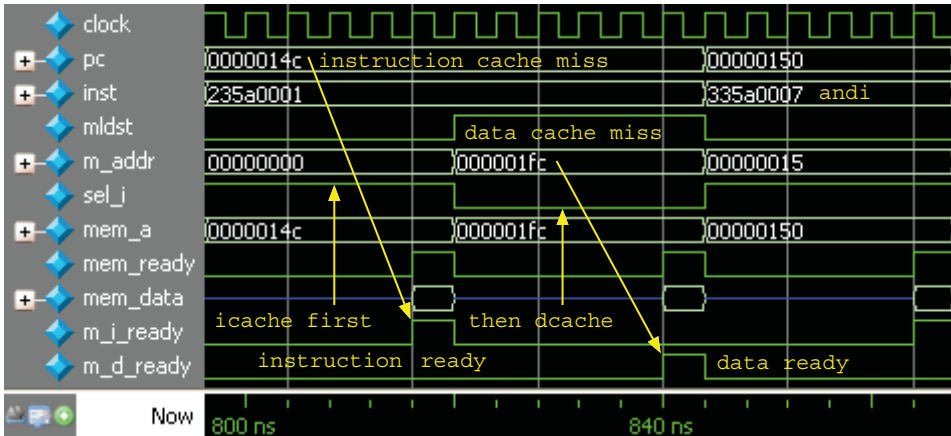 clock
pc 0000014c instruction cache miss 00000150
inst 235a0001 335a0007 andi
mldst data cache miss
m_addr 00000000 000001fc 00000015
sel_i
mem_a 0000014c 000001fc 00000150
mem_ready
mem_data
icache first then dcache
m_i_ready
instruction ready data ready
m_d_ready
Now 800 ns 840 ns